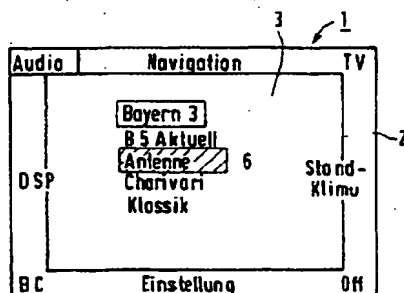 3 1
Audio Navigation TV
2
Bayern 3
B5 Aktuell
Antenne 6
Charivari
Klassik
DSP
Stand-
Klima
BC Einstellung Off